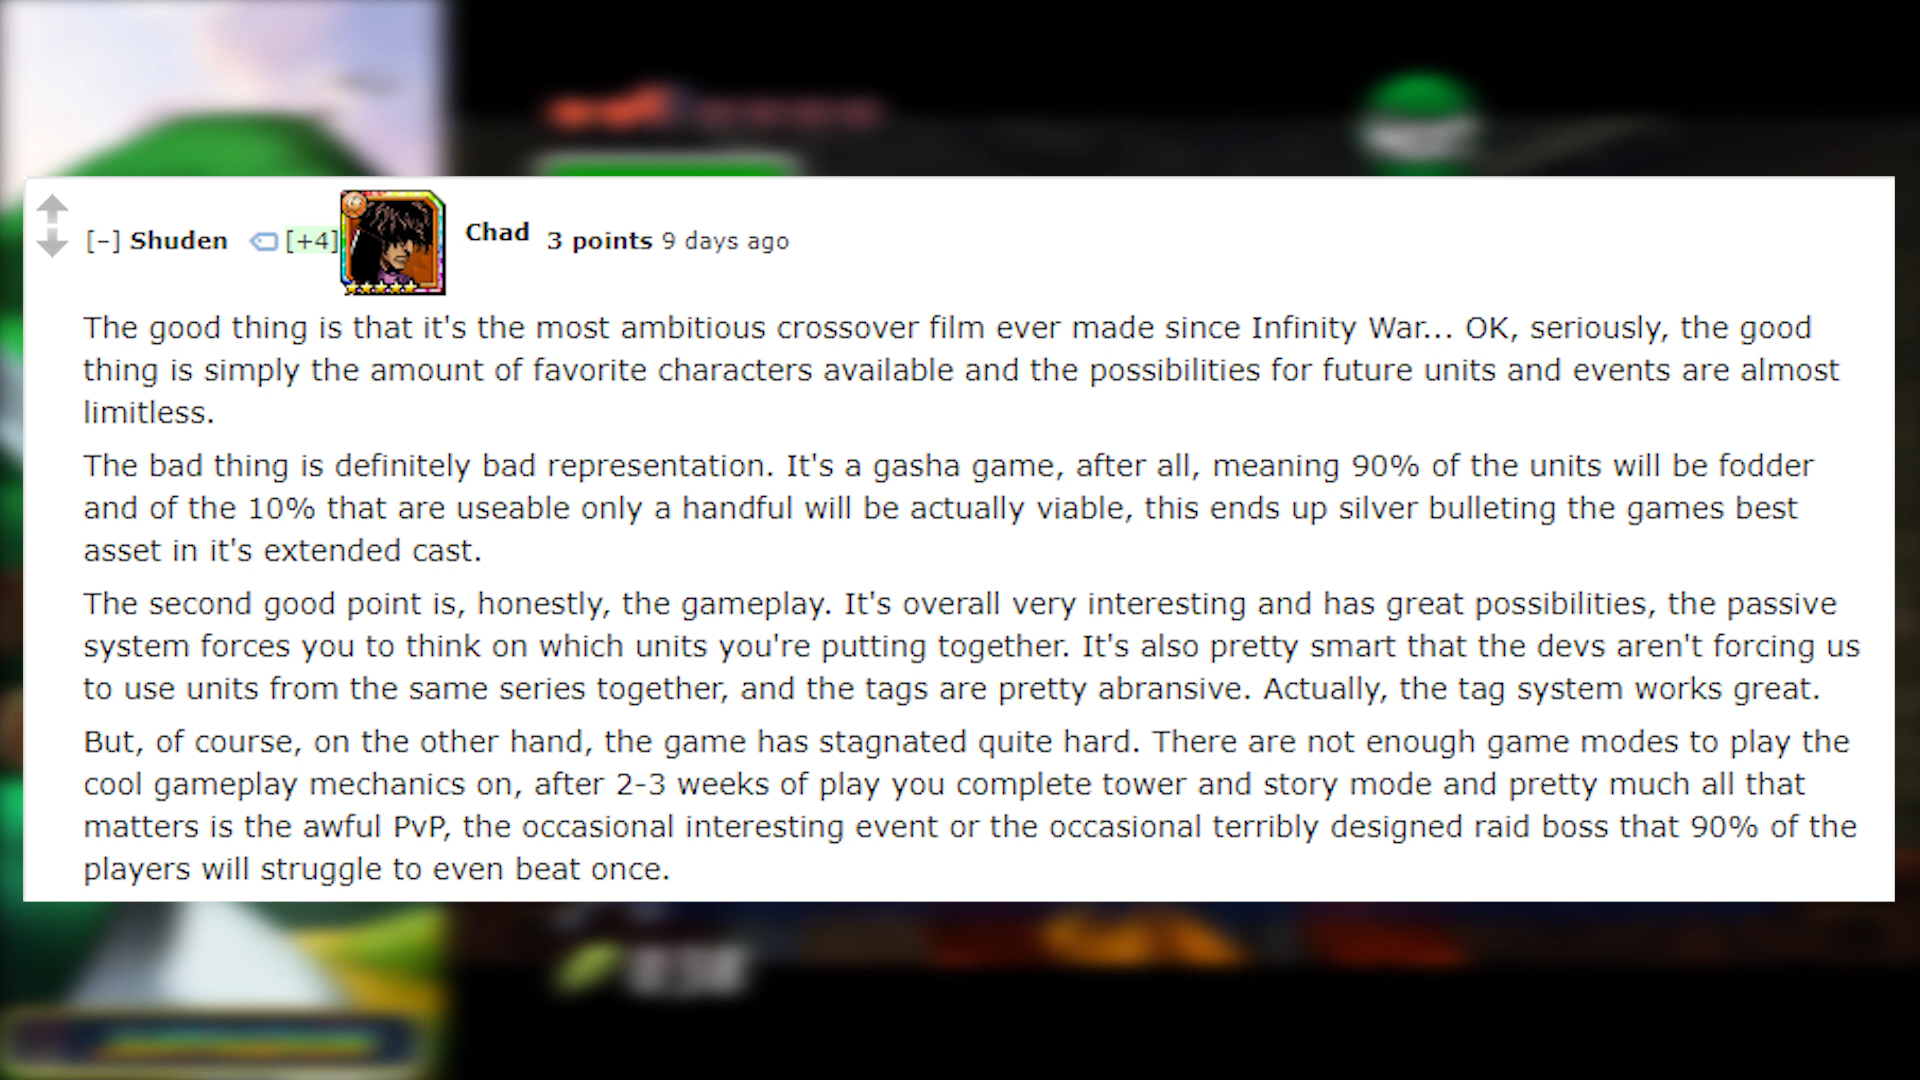 [–] Shuden [+4] Chad 3 points 9 days ago
The good thing is that it's the most ambitious crossover film ever made since Infinity War... OK, seriously, the good
thing is simply the amount of favorite characters available and the possibilities for future units and events are almost
limitless.
The bad thing is definitely bad representation. It's a gasha game, after all, meaning 90% of the units will be fodder
and of the 10% that are useable only a handful will be actually viable, this ends up silver bulleting the games best
asset in it's extended cast.
The second good point is, honestly, the gameplay. It's overall very interesting and has great possibilities, the passive
system forces you to think on which units you're putting together. It's also pretty smart that the devs aren't forcing us
to use units from the same series together, and the tags are pretty abransive. Actually, the tag system works great.
But, of course, on the other hand, the game has stagnated quite hard. There are not enough game modes to play the
cool gameplay mechanics on, after 2-3 weeks of play you complete tower and story mode and pretty much all that
matters is the awful PvP, the occasional interesting event or the occasional terribly designed raid boss that 90% of the
players will struggle to even beat once.